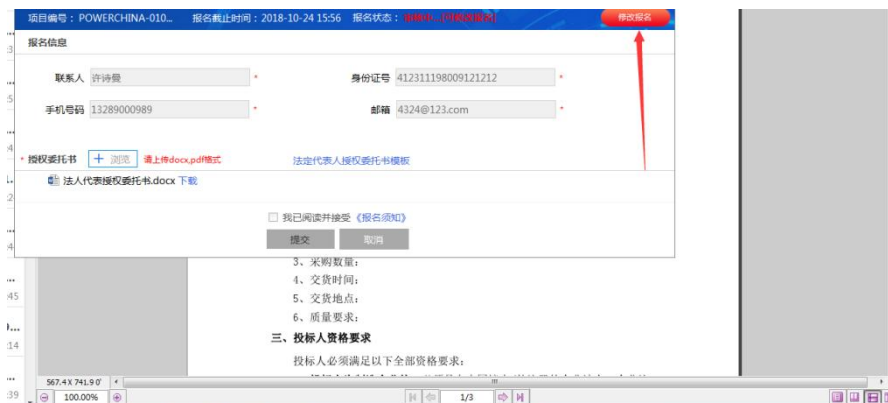 项目编号：POWERCHINA-010... 报名截止时间：2018-10-24 15:56 报名状态： 修改报名
报名信息
联系人 许诗曼 * 身份证号 412311198009121212 *
手机号码 13289000989 * 邮箱 4324@123.com *
* 授权委托书 + 浏览 请上传docx,pdf格式 法定代表人授权委托书模板
法人代表授权委托书.docx 下载
我已阅读并接受《报名须知》
提交 取消
3、采购数量：
4、交货时间：
5、交货地点：
6、质量要求：
三、投标人资格要求
投标人必须满足以下全部资格要求：
567.4 X 741.9 0'
100.00% 1/3